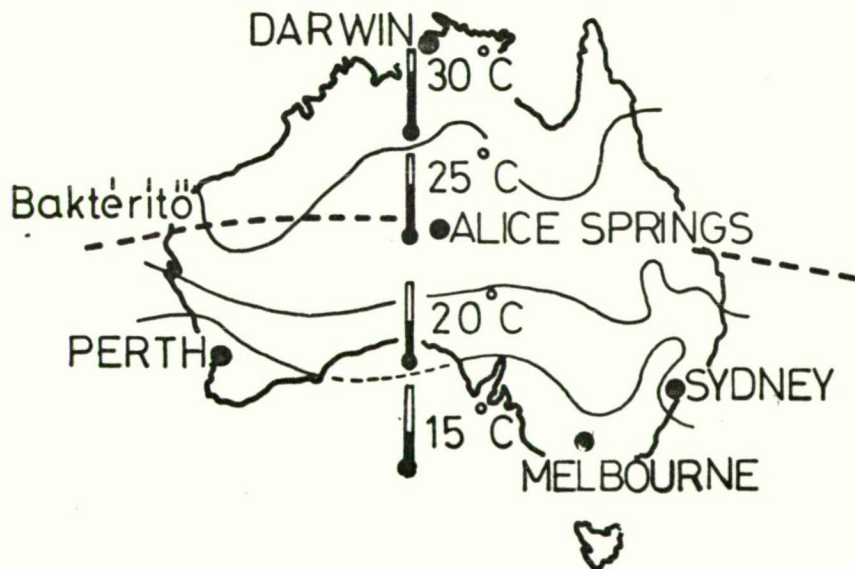 DARWIN
30°C
25°C
Baktérítő
ALICE SPRINGS
20°C
PERTH
SYDNEY
15°C
MELBOURNE